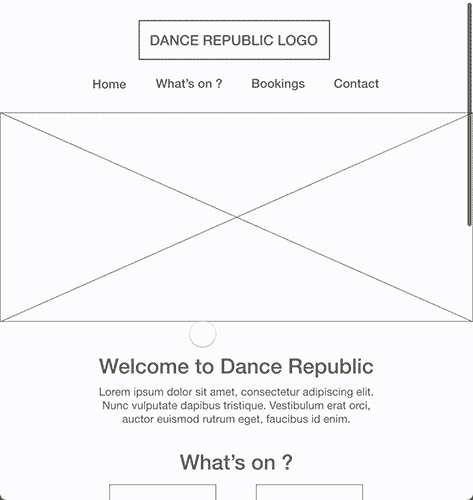 DANCE REPUBLIC LOGO
Home What's on ? Bookings Contact
Welcome to Dance Republic
Lorem ipsum dolor sit amet, consectetur adipiscing elit.
Nunc vulputate dapibus tristique. Vestibulum erat orci,
auctor euismod rutrum eget, faucibus id enim.
What's on ?